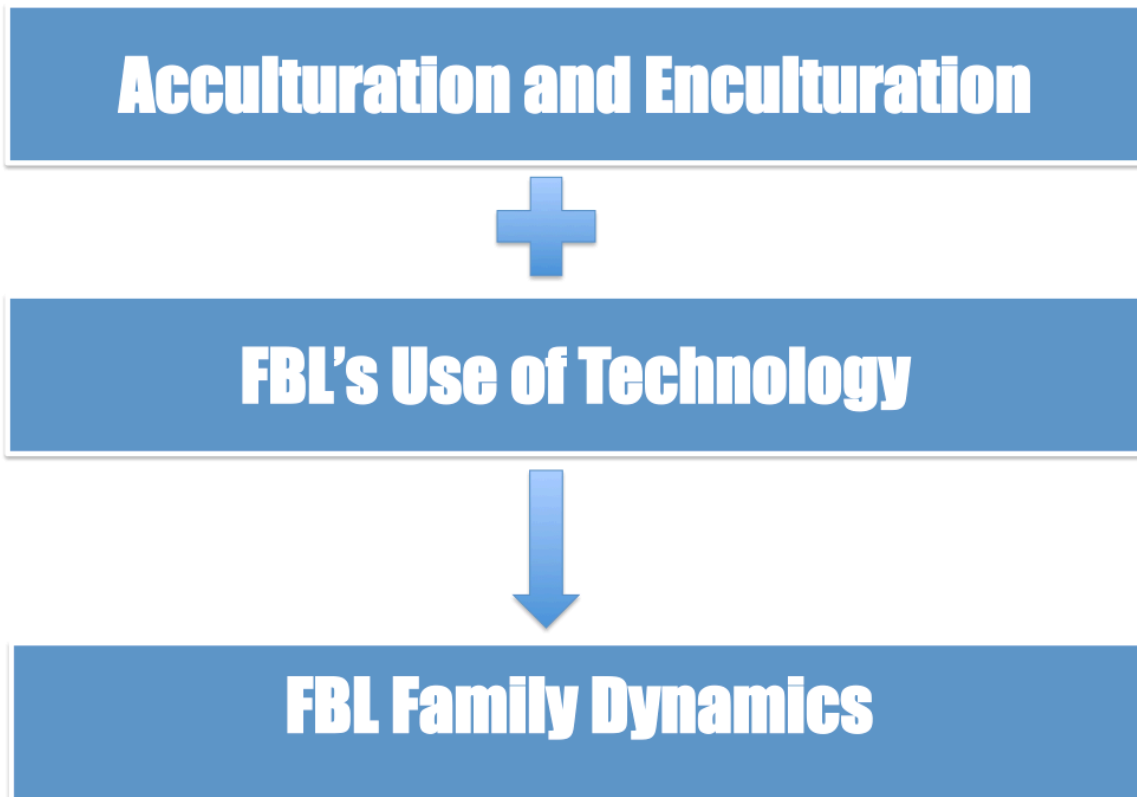 Acculturation and Enculturation
FBL’s Use of Technology
FBL Family Dynamics